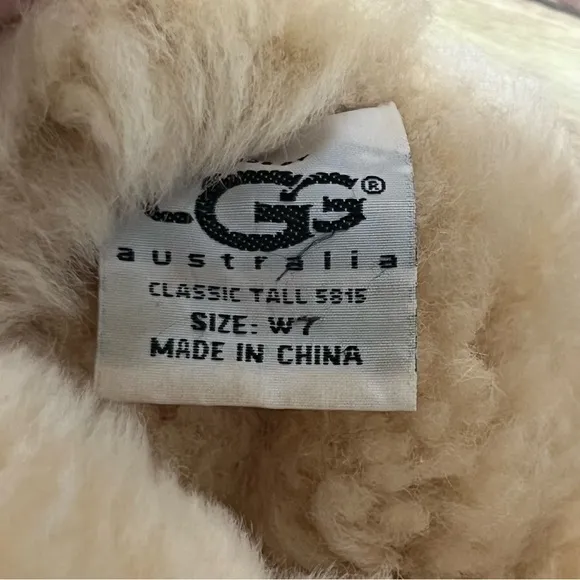 UGG®
australia
CLASSIC TALL 5815
SIZE: W7
MADE IN CHINA